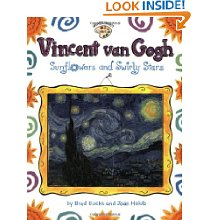 LOOK INSIDE!
Vincent van Gogh
Sunflowers and Swirly Stars
by Brad Bucks and Joan Holub